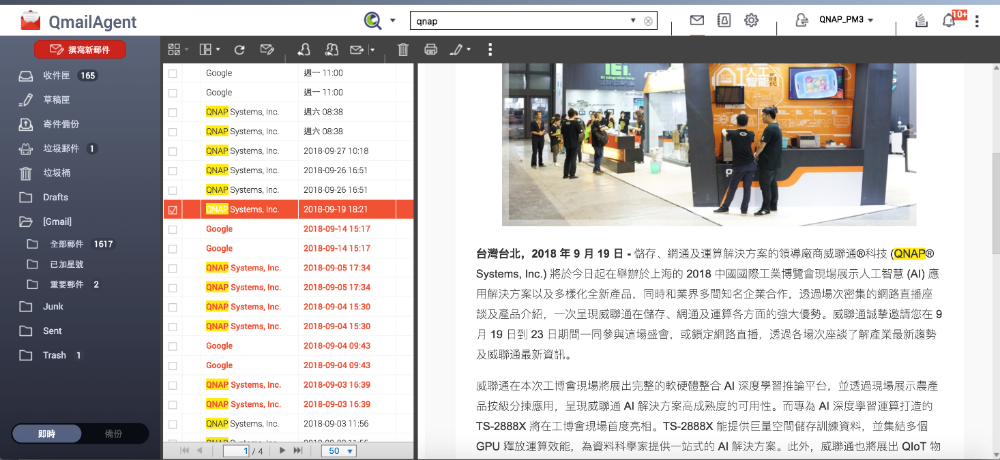 QmailAgent
qnap
QNAP_PM3
10+
撰寫新郵件
收件匣 165
草稿匣
寄件備份
垃圾郵件 1
垃圾桶
Drafts
[Gmail]
全部郵件 1617
已加星號
重要郵件 2
Junk
Sent
Trash 1
即時 備份
Google 週一 11:00
Google 週一 11:00
QNAP Systems, Inc. 週六 08:38
QNAP Systems, Inc. 週六 08:38
QNAP Systems, Inc. 2018-09-27 10:18
QNAP Systems, Inc. 2018-09-26 16:51
QNAP Systems, Inc. 2018-09-26 16:51
QNAP Systems, Inc. 2018-09-19 18:21
Google 2018-09-14 15:17
Google 2018-09-14 15:17
QNAP Systems, Inc. 2018-09-05 17:34
QNAP Systems, Inc. 2018-09-05 17:34
QNAP Systems, Inc. 2018-09-04 15:30
QNAP Systems, Inc. 2018-09-04 15:30
Google 2018-09-04 09:43
Google 2018-09-04 09:43
QNAP Systems, Inc. 2018-09-03 16:39
QNAP Systems, Inc. 2018-09-03 16:39
QNAP Systems, Inc. 2018-09-03 11:56
1 / 4 50
IEI
人工智能
台灣台北，2018 年 9 月 19 日 - 儲存、網通及運算解決方案的領導廠商威聯通®科技 (QNAP®
Systems, Inc.) 將於今日起在舉辦於上海的 2018 中國國際工業博覽會現場展示人工智慧 (AI) 應
用解決方案以及多樣化全新產品，同時和業界多間知名企業合作，透過場次密集的網路直播座
談及產品介紹，一次呈現威聯通在儲存、網通及運算各方面的強大優勢。威聯通誠摯邀請您在 9
月 19 日到 23 日期間一同參與這場盛會，或鎖定網路直播，透過各場次座談了解產業最新趨勢
及威聯通最新資訊。
威聯通在本次工博會現場將展出完整的軟硬體整合 AI 深度學習推論平台，並透過現場展示農產
品按級分揀應用，呈現威聯通 AI 解決方案高成熟度的可用性。而專為 AI 深度學習運算打造的
TS-2888X 將在工博會現場首度亮相。TS-2888X 能提供巨量空間儲存訓練資料，並集結多個
GPU 釋放運算效能，為資料科學家提供一站式的 AI 解決方案。此外，威聯通也將展出 QIoT 物